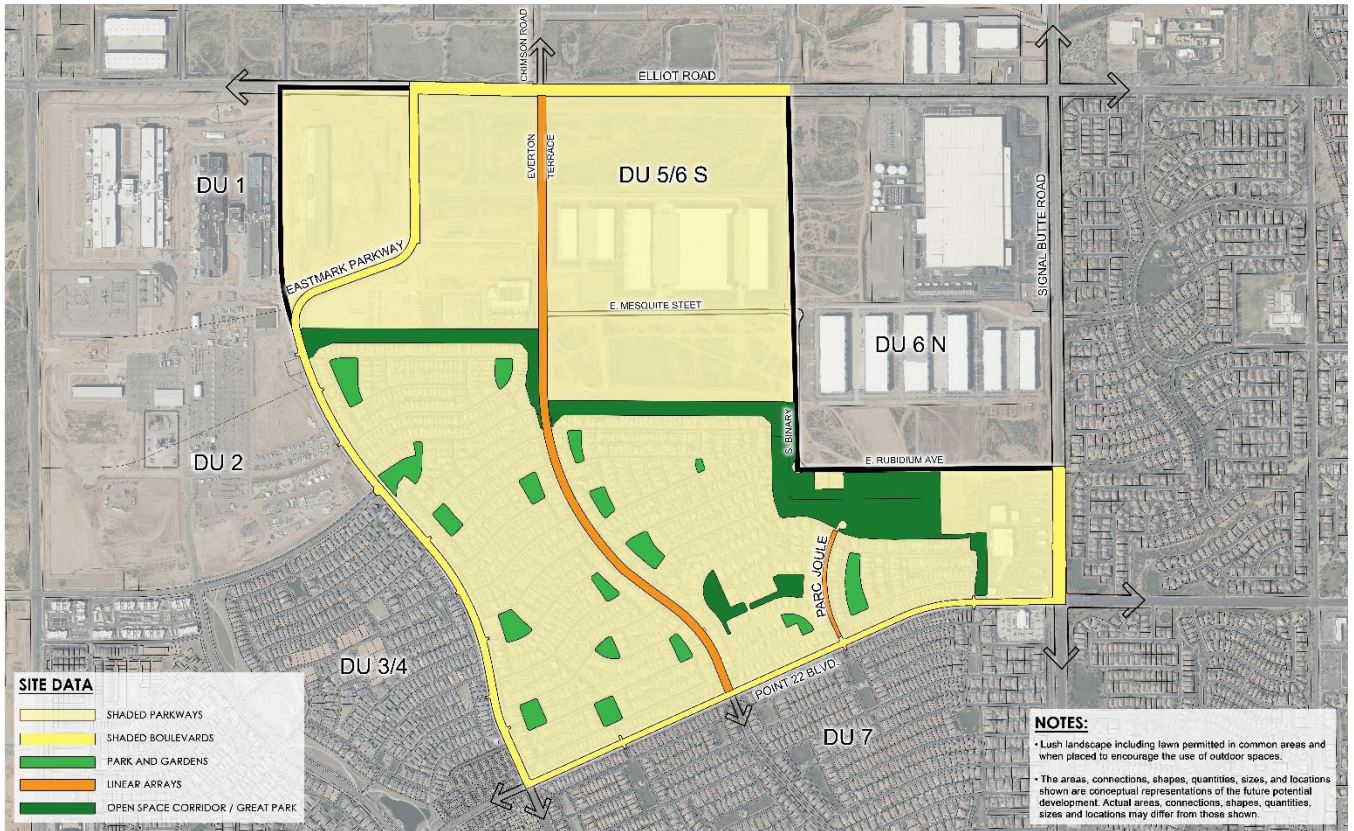 CRIMSON ROAD
ELLIOT ROAD
EVERTON
TERRACE
DU 5/6 S
DU 1
EASTMARK PARKWAY
SIGNAL BUTTE ROAD
E. MESQUITE STEET
DU 6 N
S. BINARY
E. RUBIDIUM AVE
DU 2
PARC JOULE
DU 3/4
POINT 22 BLVD.
DU 7
SITE DATA
SHADED PARKWAYS
SHADED BOULEVARDS
PARK AND GARDENS
LINEAR ARRAYS
OPEN SPACE CORRIDOR / GREAT PARK
NOTES:
• Lush landscape including lawn permitted in common areas and
when placed to encourage the use of outdoor spaces.
• The areas, connections, shapes, quantities, sizes, and locations
shown are conceptual representations of the future potential
development. Actual areas, connections, shapes, quantities,
sizes and locations may differ from those shown.